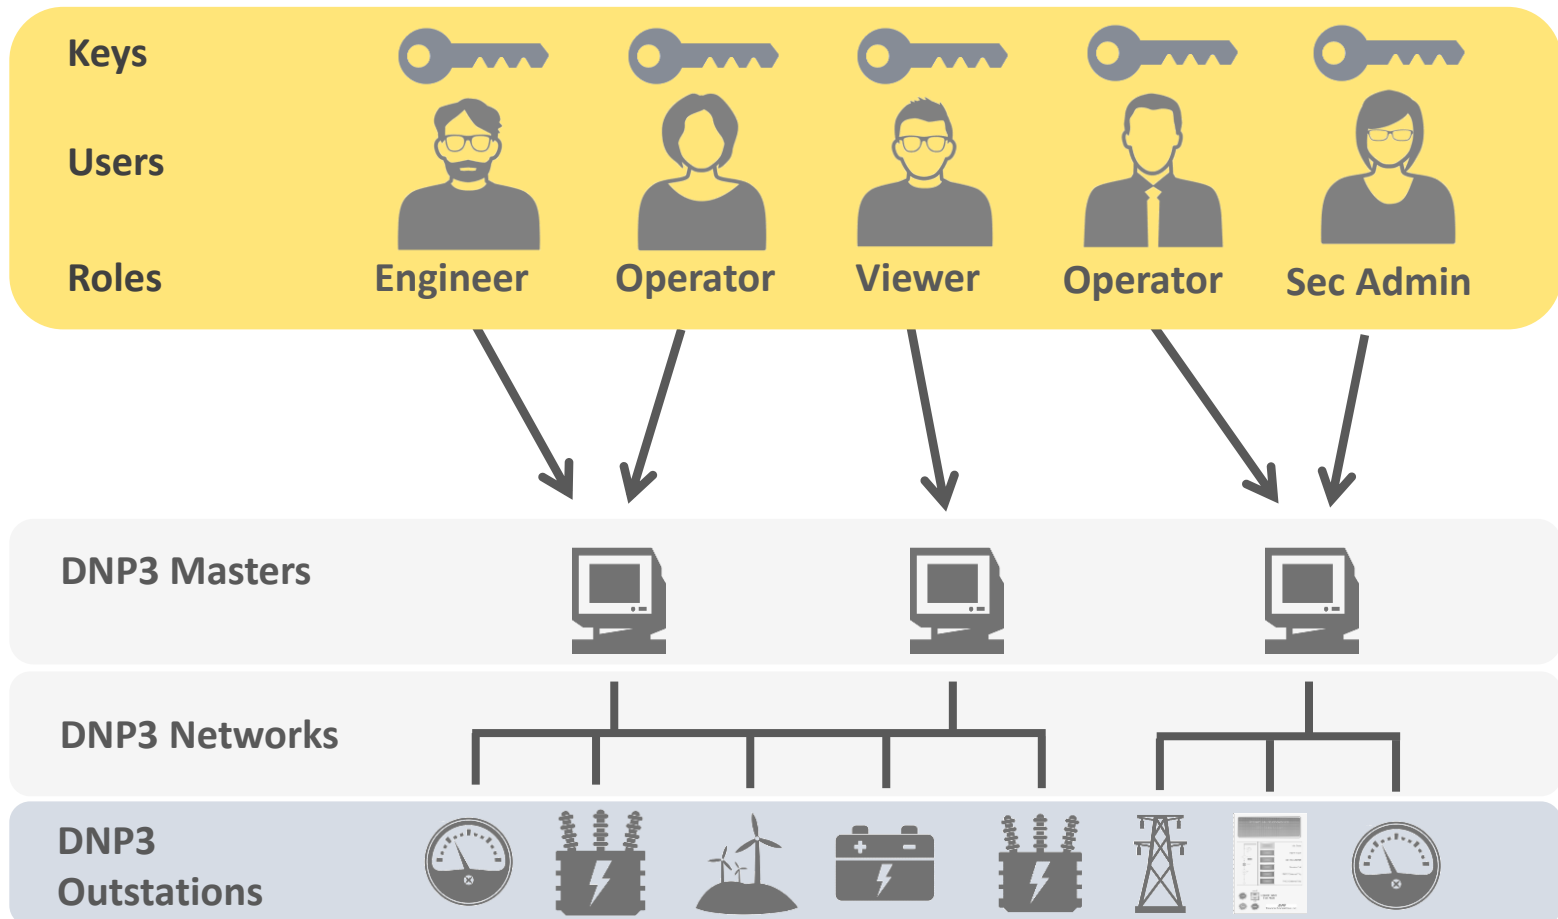 Keys
Users
Roles
Engineer
Operator
Viewer
Operator
Sec Admin
DNP3 Masters
DNP3 Networks
DNP3
Outstations